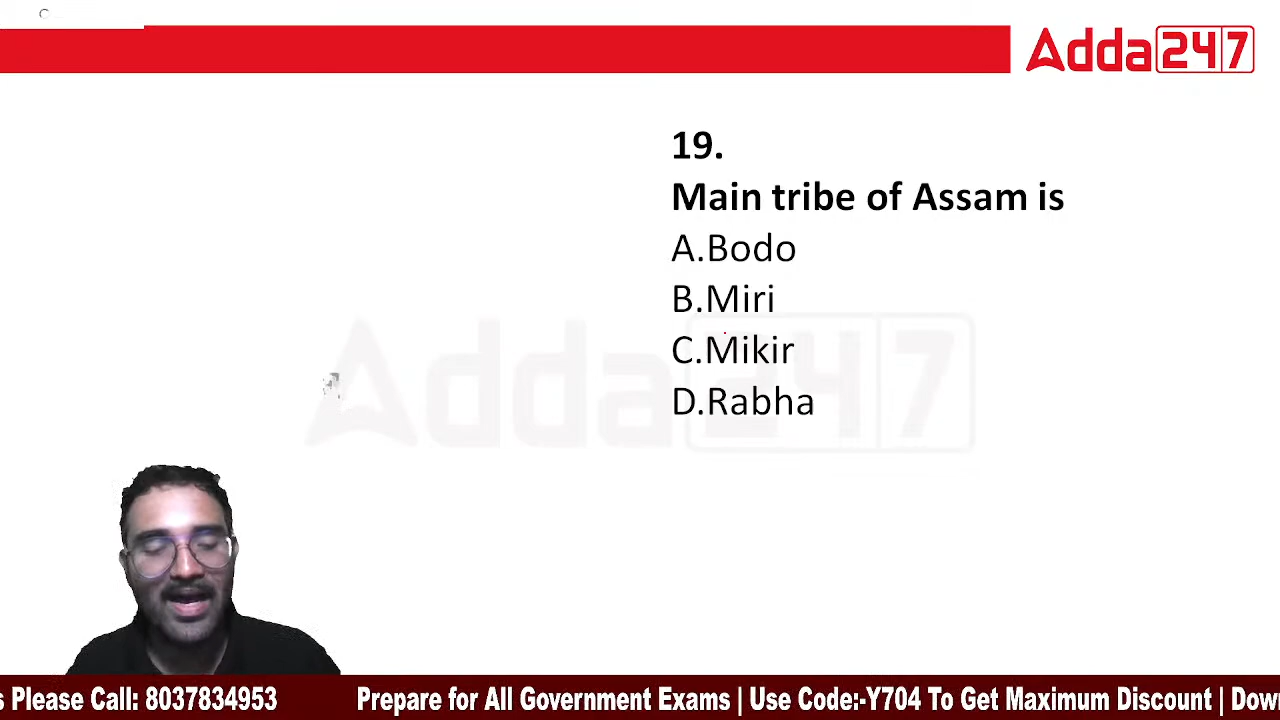 Adda247
19.
Main tribe of Assam is
A.Bodo
B.Miri
C.Mikir
D.Rabha
Adda247
s Please Call: 8037834953 Prepare for All Government Exams | Use Code:-Y704 To Get Maximum Discount | Dow